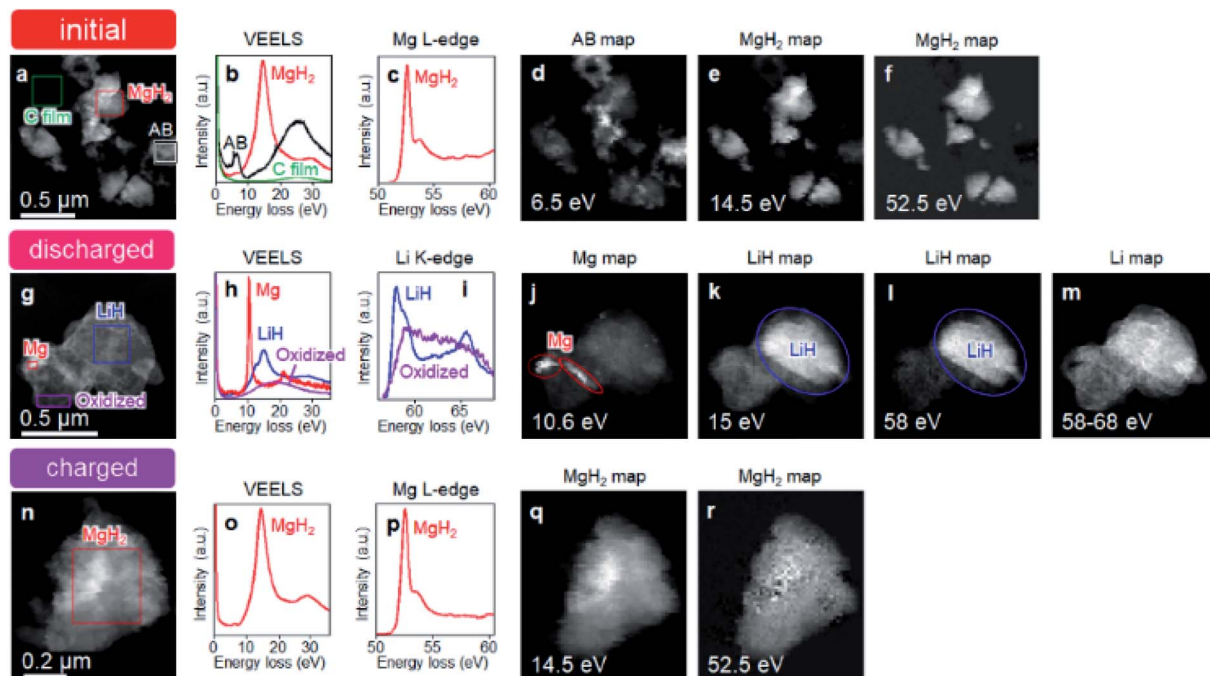 initial
VEELS
Mg L-edge
AB map
MgH₂ map
MgH₂ map
a
C film
MgH₂
AB
0.5 μm
b
MgH₂
AB
C film
Intensity (a.u.)
0 10 20 30
Energy loss (eV)
c
MgH₂
Intensity (a.u.)
50 55 60
Energy loss (eV)
d
6.5 eV
e
14.5 eV
f
52.5 eV
discharged
VEELS
Li K-edge
Mg map
LiH map
LiH map
Li map
g
LiH
Mg
Oxidized
0.5 μm
h
Mg
LiH
Oxidized
Intensity (a.u.)
0 10 20 30
Energy loss (eV)
i
LiH
Oxidized
Intensity (a.u.)
60 65
Energy loss (eV)
j
Mg
10.6 eV
k
LiH
15 eV
l
LiH
58 eV
m
58-68 eV
charged
VEELS
Mg L-edge
MgH₂ map
MgH₂ map
n
MgH₂
0.2 μm
o
MgH₂
Intensity (a.u.)
0 10 20 30
Energy loss (eV)
p
MgH₂
Intensity (a.u.)
50 55 60
Energy loss (eV)
q
14.5 eV
r
52.5 eV